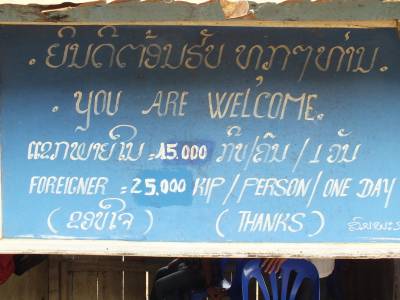 ຍິນດີຕ້ອນຮັບ ທຸກໆທ່ານ.
. YOU ARE WELCOME.
ແຂກພາຍໃນ = 15.000 ກີບ/ຄົນ/1 ວັນ
FOREIGNER = 25,000 KIP/PERSON/ONE DAY
(ຂອບໃຈ) (THANKS)